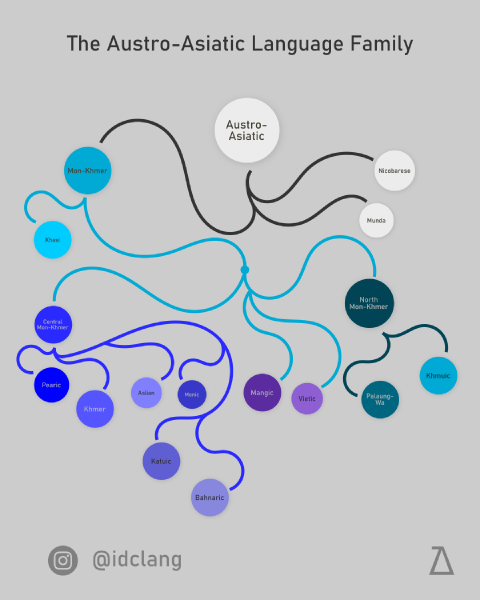 The Austro-Asiatic Language Family
Austro-
Asiatic
Mon-Khmer
Nicobarese
Munda
Khasi
North
Mon-Khmer
Central
Mon-Khmer
Pearic
Khmer
Aslian
Monic
Mangic
Vietic
Palaung-
Wa
Khmuic
Katuic
Bahnaric
@idclang